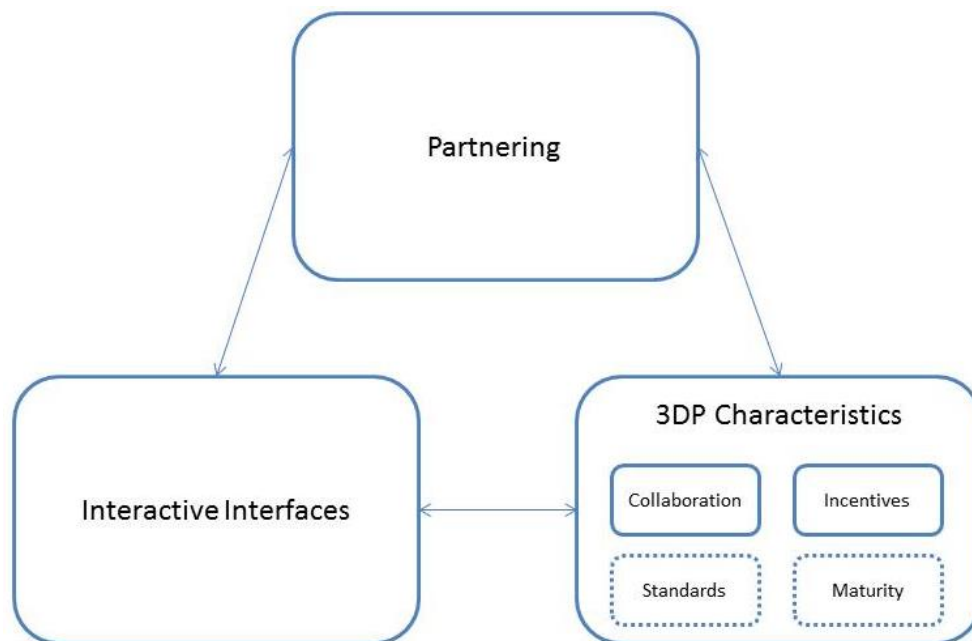 Partnering
Interactive Interfaces
3DP Characteristics
Collaboration
Incentives
Standards
Maturity